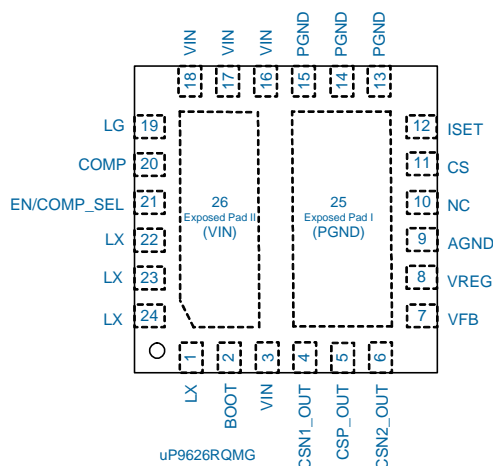 VIN VIN VIN PGND PGND PGND
18 17 16 15 14 13
LG 19 12 ISET
COMP 20 11 CS
EN/COMP_SEL 21 10 NC
LX 22 9 AGND
LX 23 8 VREG
LX 24 7 VFB
26
Exposed Pad II
(VIN)
25
Exposed Pad I
(PGND)
1 2 3 4 5 6
LX BOOT VIN CSN1_OUT CSP_OUT CSN2_OUT
uP9626RQMG